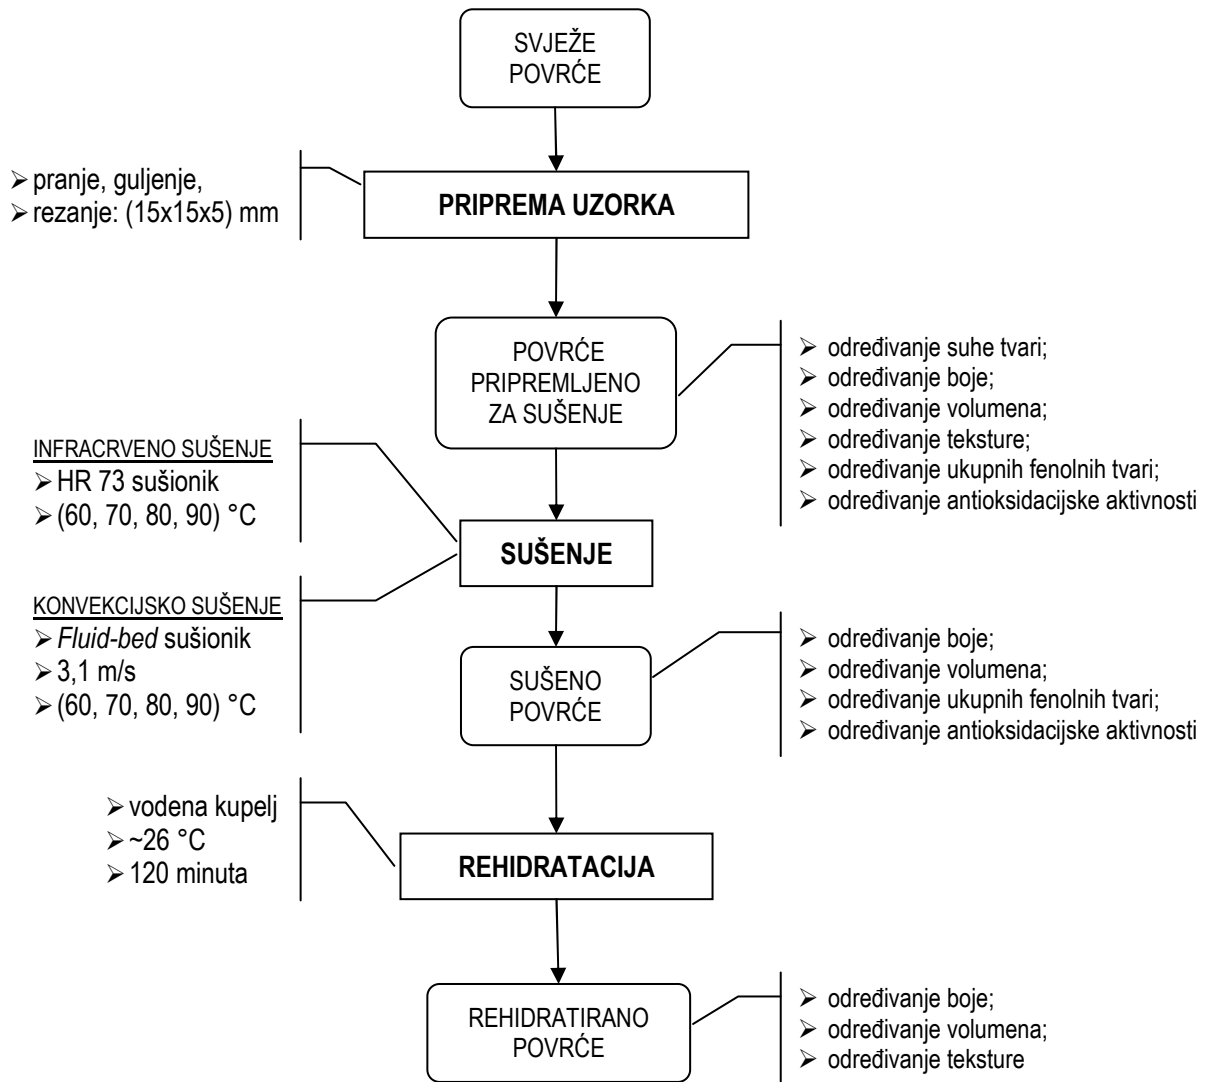 SVJEŽE
POVRĆE
➢ pranje, guljenje,
➢ rezanje: (15x15x5) mm
PRIPREMA UZORKA
POVRĆE
PRIPREMLJENO
ZA SUŠENJE
➢ određivanje suhe tvari;
➢ određivanje boje;
➢ određivanje volumena;
➢ određivanje teksture;
➢ određivanje ukupnih fenolnih tvari;
➢ određivanje antioksidacijske aktivnosti
INFRACRVENO SUŠENJE
➢ HR 73 sušionik
➢ (60, 70, 80, 90) °C
SUŠENJE
KONVEKCIJSKO SUŠENJE
➢ Fluid-bed sušionik
➢ 3,1 m/s
➢ (60, 70, 80, 90) °C
SUŠENO
POVRĆE
➢ određivanje boje;
➢ određivanje volumena;
➢ određivanje ukupnih fenolnih tvari;
➢ određivanje antioksidacijske aktivnosti
➢ vodena kupelj
➢ ~26 °C
➢ 120 minuta
REHIDRATACIJA
REHIDRATIRANO
POVRĆE
➢ određivanje boje;
➢ određivanje volumena;
➢ određivanje teksture